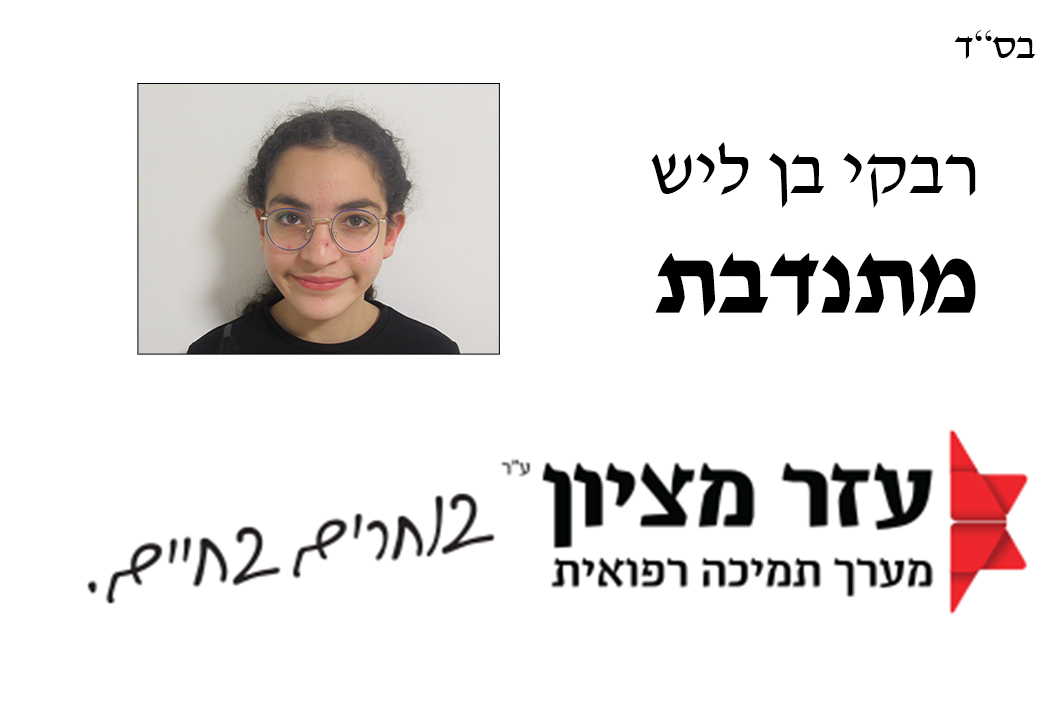 בס“ד
רבקי בן ליש
מתנדבת
עזר מציון ע"ר
מערך תמיכה רפואית
בוחרים בחיים.